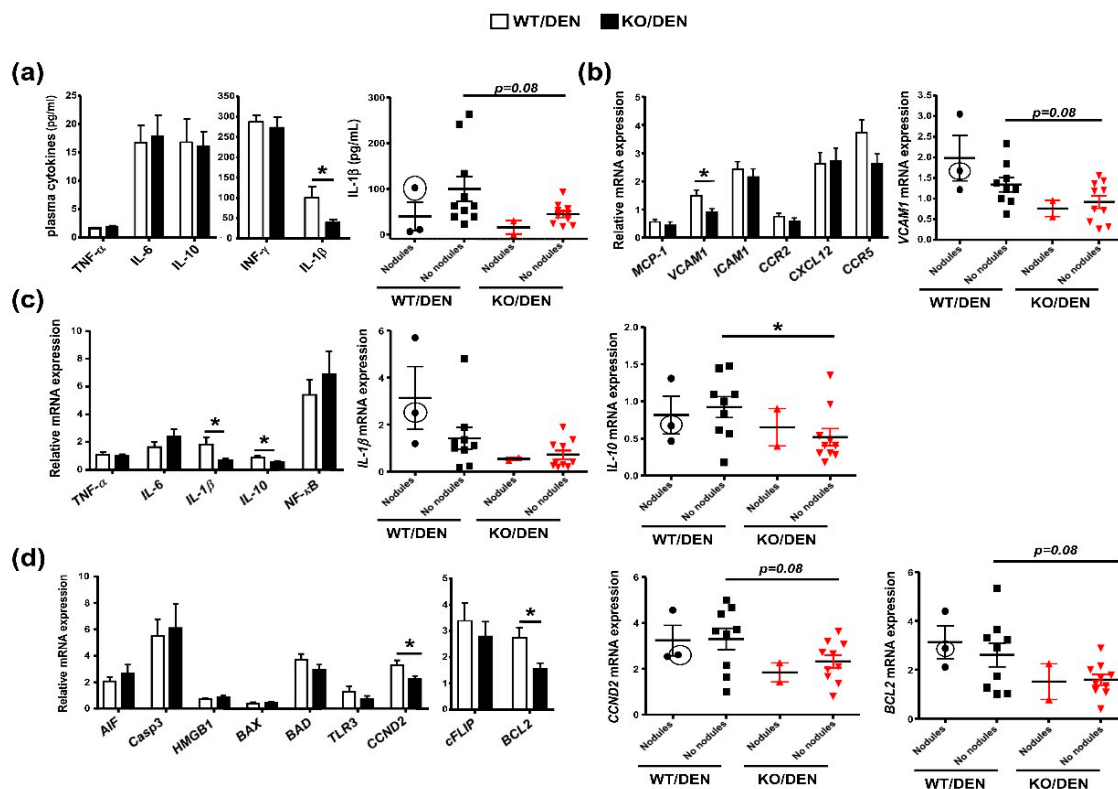 WT/DEN KO/DEN
(a)
plasma cytokines (pg/ml)
25
20
15
10
5
0
TNF-α IL-6 IL-10
350
300
250
200
150
100
50
0
*
INF-γ IL-1β
IL-1β (pg/mL)
300
200
100
0
p=0.08
Nodules No nodules Nodules No nodules
WT/DEN KO/DEN
(b)
Relative mRNA expression
5
4
3
2
1
0
*
MCP-1 VCAM1 ICAM1 CCR2 CXCL12 CCR5
VCAM1 mRNA expression
3.5
3.0
2.5
2.0
1.5
1.0
0.5
0.0
p=0.08
Nodules No nodules Nodules No nodules
WT/DEN KO/DEN
(c)
Relative mRNA expression
10
8
6
4
2
0
* *
TNF-α IL-6 IL-1β IL-10 NF-κB
IL-1β mRNA expression
6
4
2
0
Nodules No nodules Nodules No nodules
WT/DEN KO/DEN
IL-10 mRNA expression
2.0
1.5
1.0
0.5
0.0
*
Nodules No nodules Nodules No nodules
WT/DEN KO/DEN
(d)
Relative mRNA expression
10
8
6
4
2
0
*
AIF Casp3 HMGB1 BAX BAD TLR3 CCND2
5
4
3
2
1
0
*
cFLIP BCL2
CCND2 mRNA expression
6
4
2
0
p=0.08
Nodules No nodules Nodules No nodules
WT/DEN KO/DEN
BCL2 mRNA expression
6
4
2
0
p=0.08
Nodules No nodules Nodules No nodules
WT/DEN KO/DEN